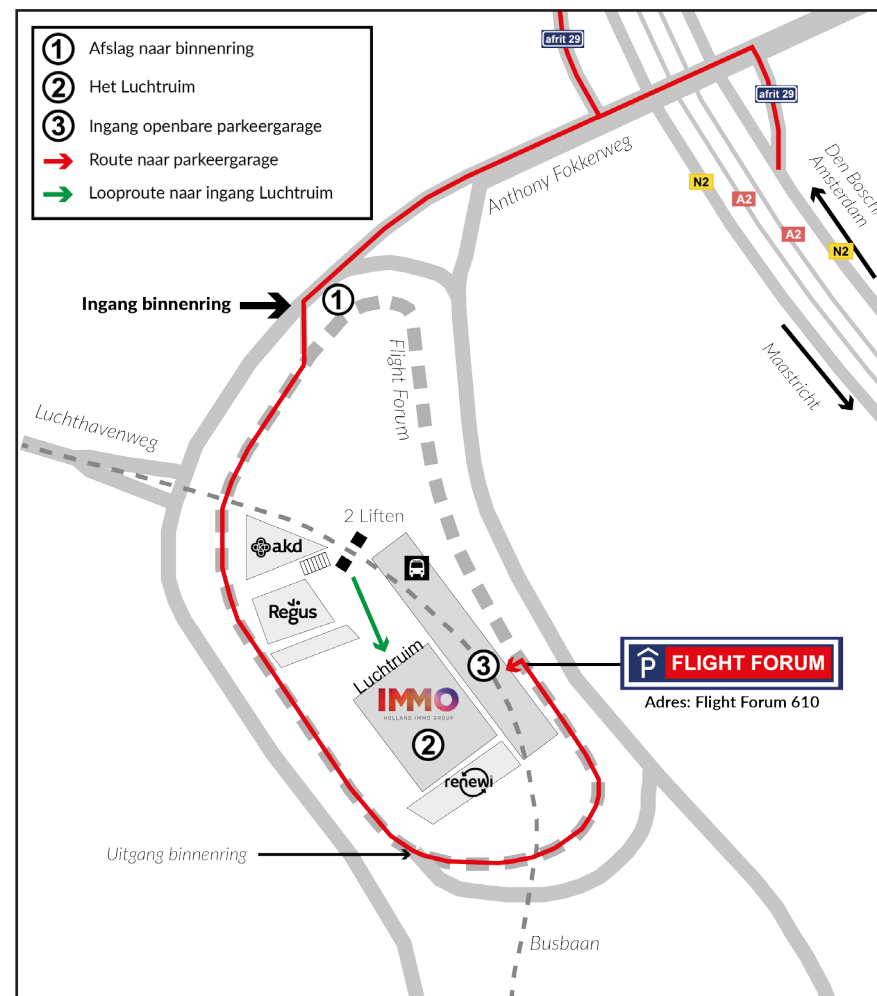 1 Afslag naar binnenring
2 Het Luchtruim
3 Ingang openbare parkeergarage
Route naar parkeergarage
Looproute naar ingang Luchtruim
afrit 29
afrit 29
Anthony Fokkerweg
N2
A2
A2
N2
Den Bosch/
Amsterdam
Maastricht
Ingang binnenring
1
Flight Forum
Luchthavenweg
2 Liften
akd
Regus
Luchtruim
IMMO
HOLLAND IMMO GROUP
2
3
renewi
P FLIGHT FORUM
Adres: Flight Forum 610
Uitgang binnenring
Busbaan